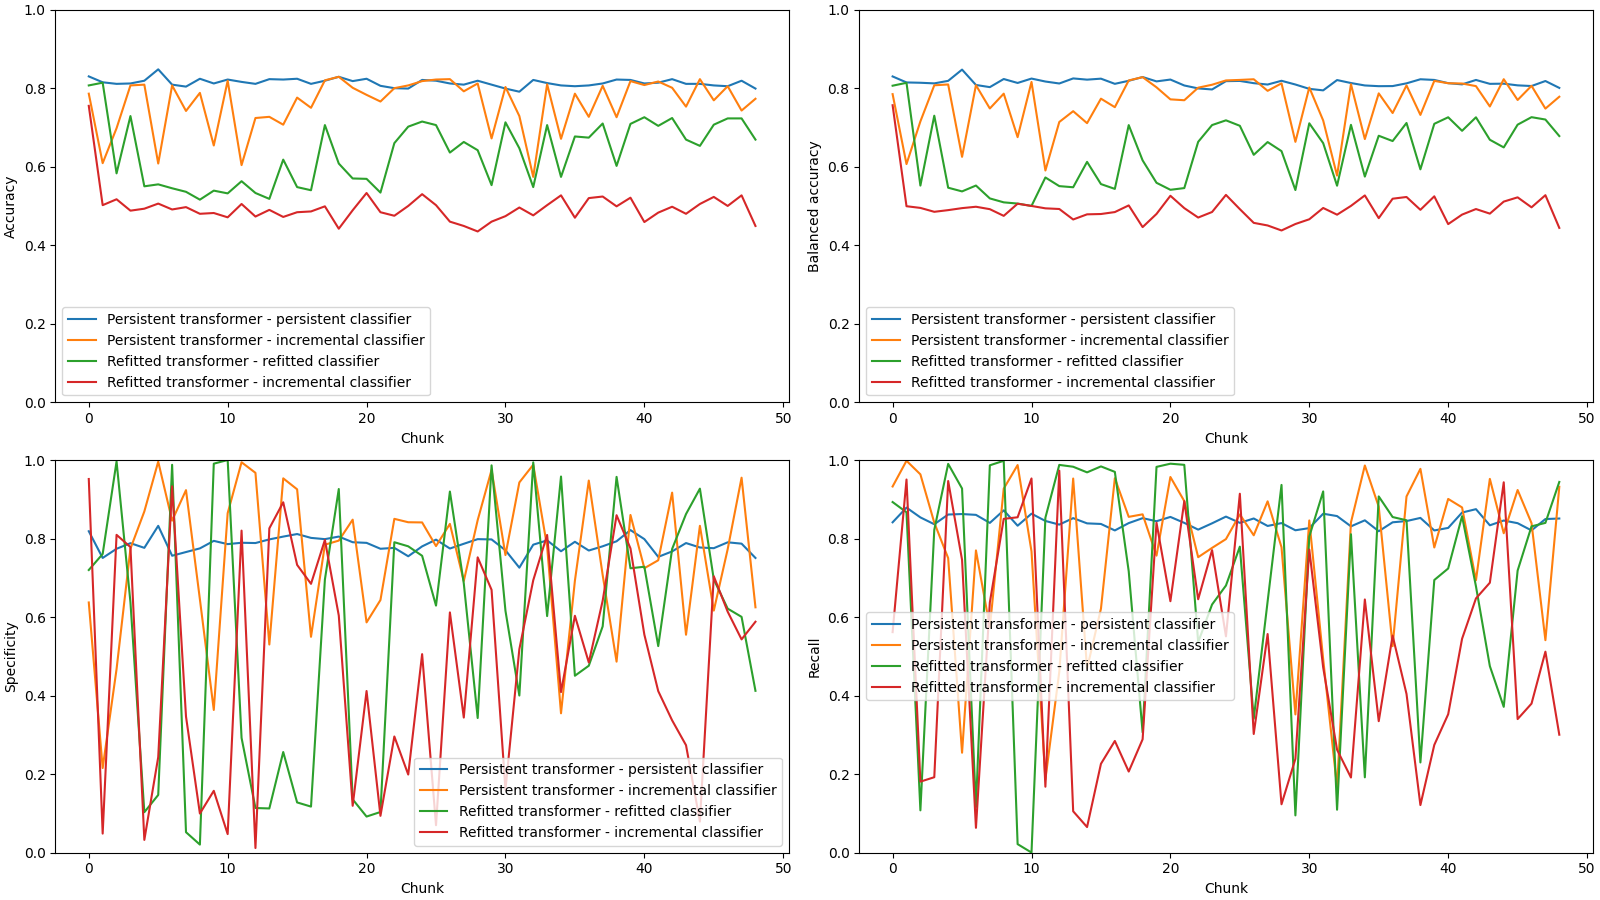 1.0
0.8
0.6
0.4
0.2
0.0
Accuracy
Persistent transformer - persistent classifier
Persistent transformer - incremental classifier
Refitted transformer - refitted classifier
Refitted transformer - incremental classifier
0 10 20 30 40 50
Chunk
1.0
0.8
0.6
0.4
0.2
0.0
Balanced accuracy
Persistent transformer - persistent classifier
Persistent transformer - incremental classifier
Refitted transformer - refitted classifier
Refitted transformer - incremental classifier
0 10 20 30 40 50
Chunk
1.0
0.8
0.6
0.4
0.2
0.0
Specificity
Persistent transformer - persistent classifier
Persistent transformer - incremental classifier
Refitted transformer - refitted classifier
Refitted transformer - incremental classifier
0 10 20 30 40 50
Chunk
1.0
0.8
0.6
0.4
0.2
0.0
Recall
Persistent transformer - persistent classifier
Persistent transformer - incremental classifier
Refitted transformer - refitted classifier
Refitted transformer - incremental classifier
0 10 20 30 40 50
Chunk